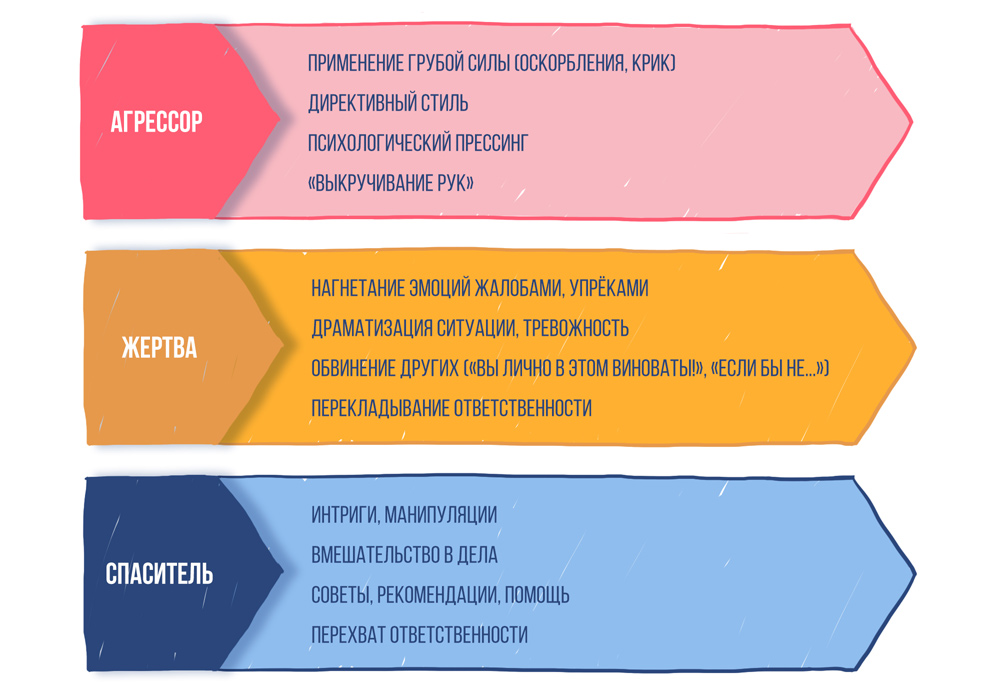 АГРЕССОР
ПРИМЕНЕНИЕ ГРУБОЙ СИЛЫ (ОСКОРБЛЕНИЯ, КРИК)
ДИРЕКТИВНЫЙ СТИЛЬ
ПСИХОЛОГИЧЕСКИЙ ПРЕССИНГ
«ВЫКРУЧИВАНИЕ РУК»
ЖЕРТВА
НАГНЕТАНИЕ ЭМОЦИЙ ЖАЛОБАМИ, УПРЁКАМИ
ДРАМАТИЗАЦИЯ СИТУАЦИИ, ТРЕВОЖНОСТЬ
ОБВИНЕНИЕ ДРУГИХ («ВЫ ЛИЧНО В ЭТОМ ВИНОВАТЫ!», «ЕСЛИ БЫ НЕ...»)
ПЕРЕКЛАДЫВАНИЕ ОТВЕТСТВЕННОСТИ
СПАСИТЕЛЬ
ИНТРИГИ, МАНИПУЛЯЦИИ
ВМЕШАТЕЛЬСТВО В ДЕЛА
СОВЕТЫ, РЕКОМЕНДАЦИИ, ПОМОЩЬ
ПЕРЕХВАТ ОТВЕТСТВЕННОСТИ